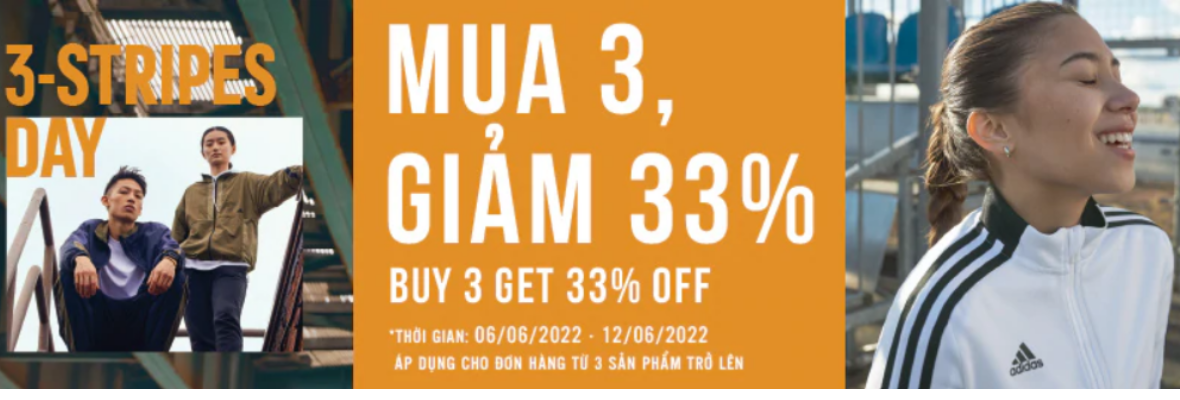 3-STRIPES
DAY
MUA 3,
GIẢM 33%
BUY 3 GET 33% OFF
*THỜI GIAN: 06/06/2022 - 12/06/2022
ÁP DỤNG CHO ĐƠN HÀNG TỪ 3 SẢN PHẨM TRỞ LÊN
adidas